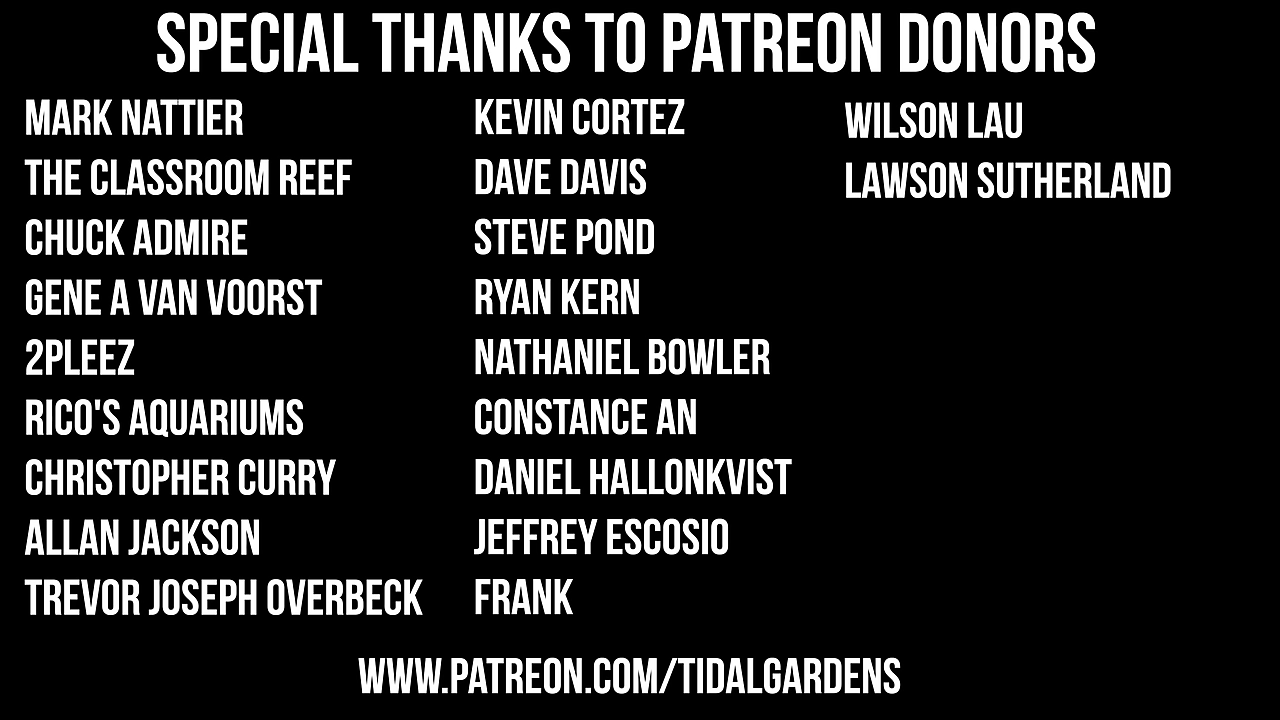 SPECIAL THANKS TO PATREON DONORS
MARK NATTIER
THE CLASSROOM REEF
CHUCK ADMIRE
GENE A VAN VOORST
2PLEEZ
RICO'S AQUARIUMS
CHRISTOPHER CURRY
ALLAN JACKSON
TREVOR JOSEPH OVERBECK
KEVIN CORTEZ
DAVE DAVIS
STEVE POND
RYAN KERN
NATHANIEL BOWLER
CONSTANCE AN
DANIEL HALLONKVIST
JEFFREY ESCOSIO
FRANK
WILSON LAU
LAWSON SUTHERLAND
WWW.PATREON.COM/TIDALGARDENS